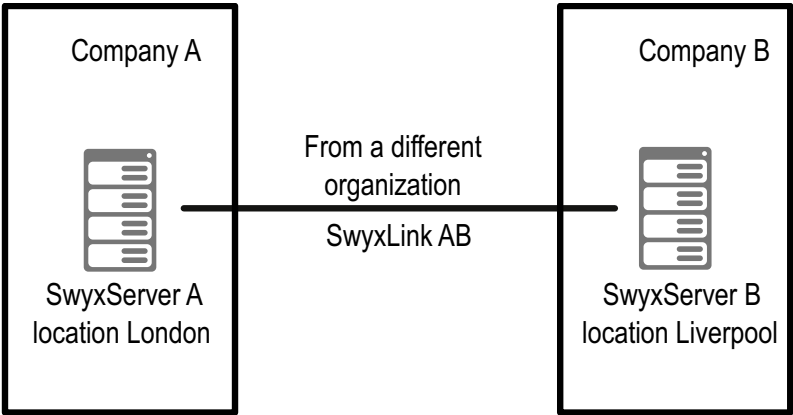 Company A
Company B
From a different
organization
SwyxLink AB
SwyxServer A
location London
SwyxServer B
location Liverpool